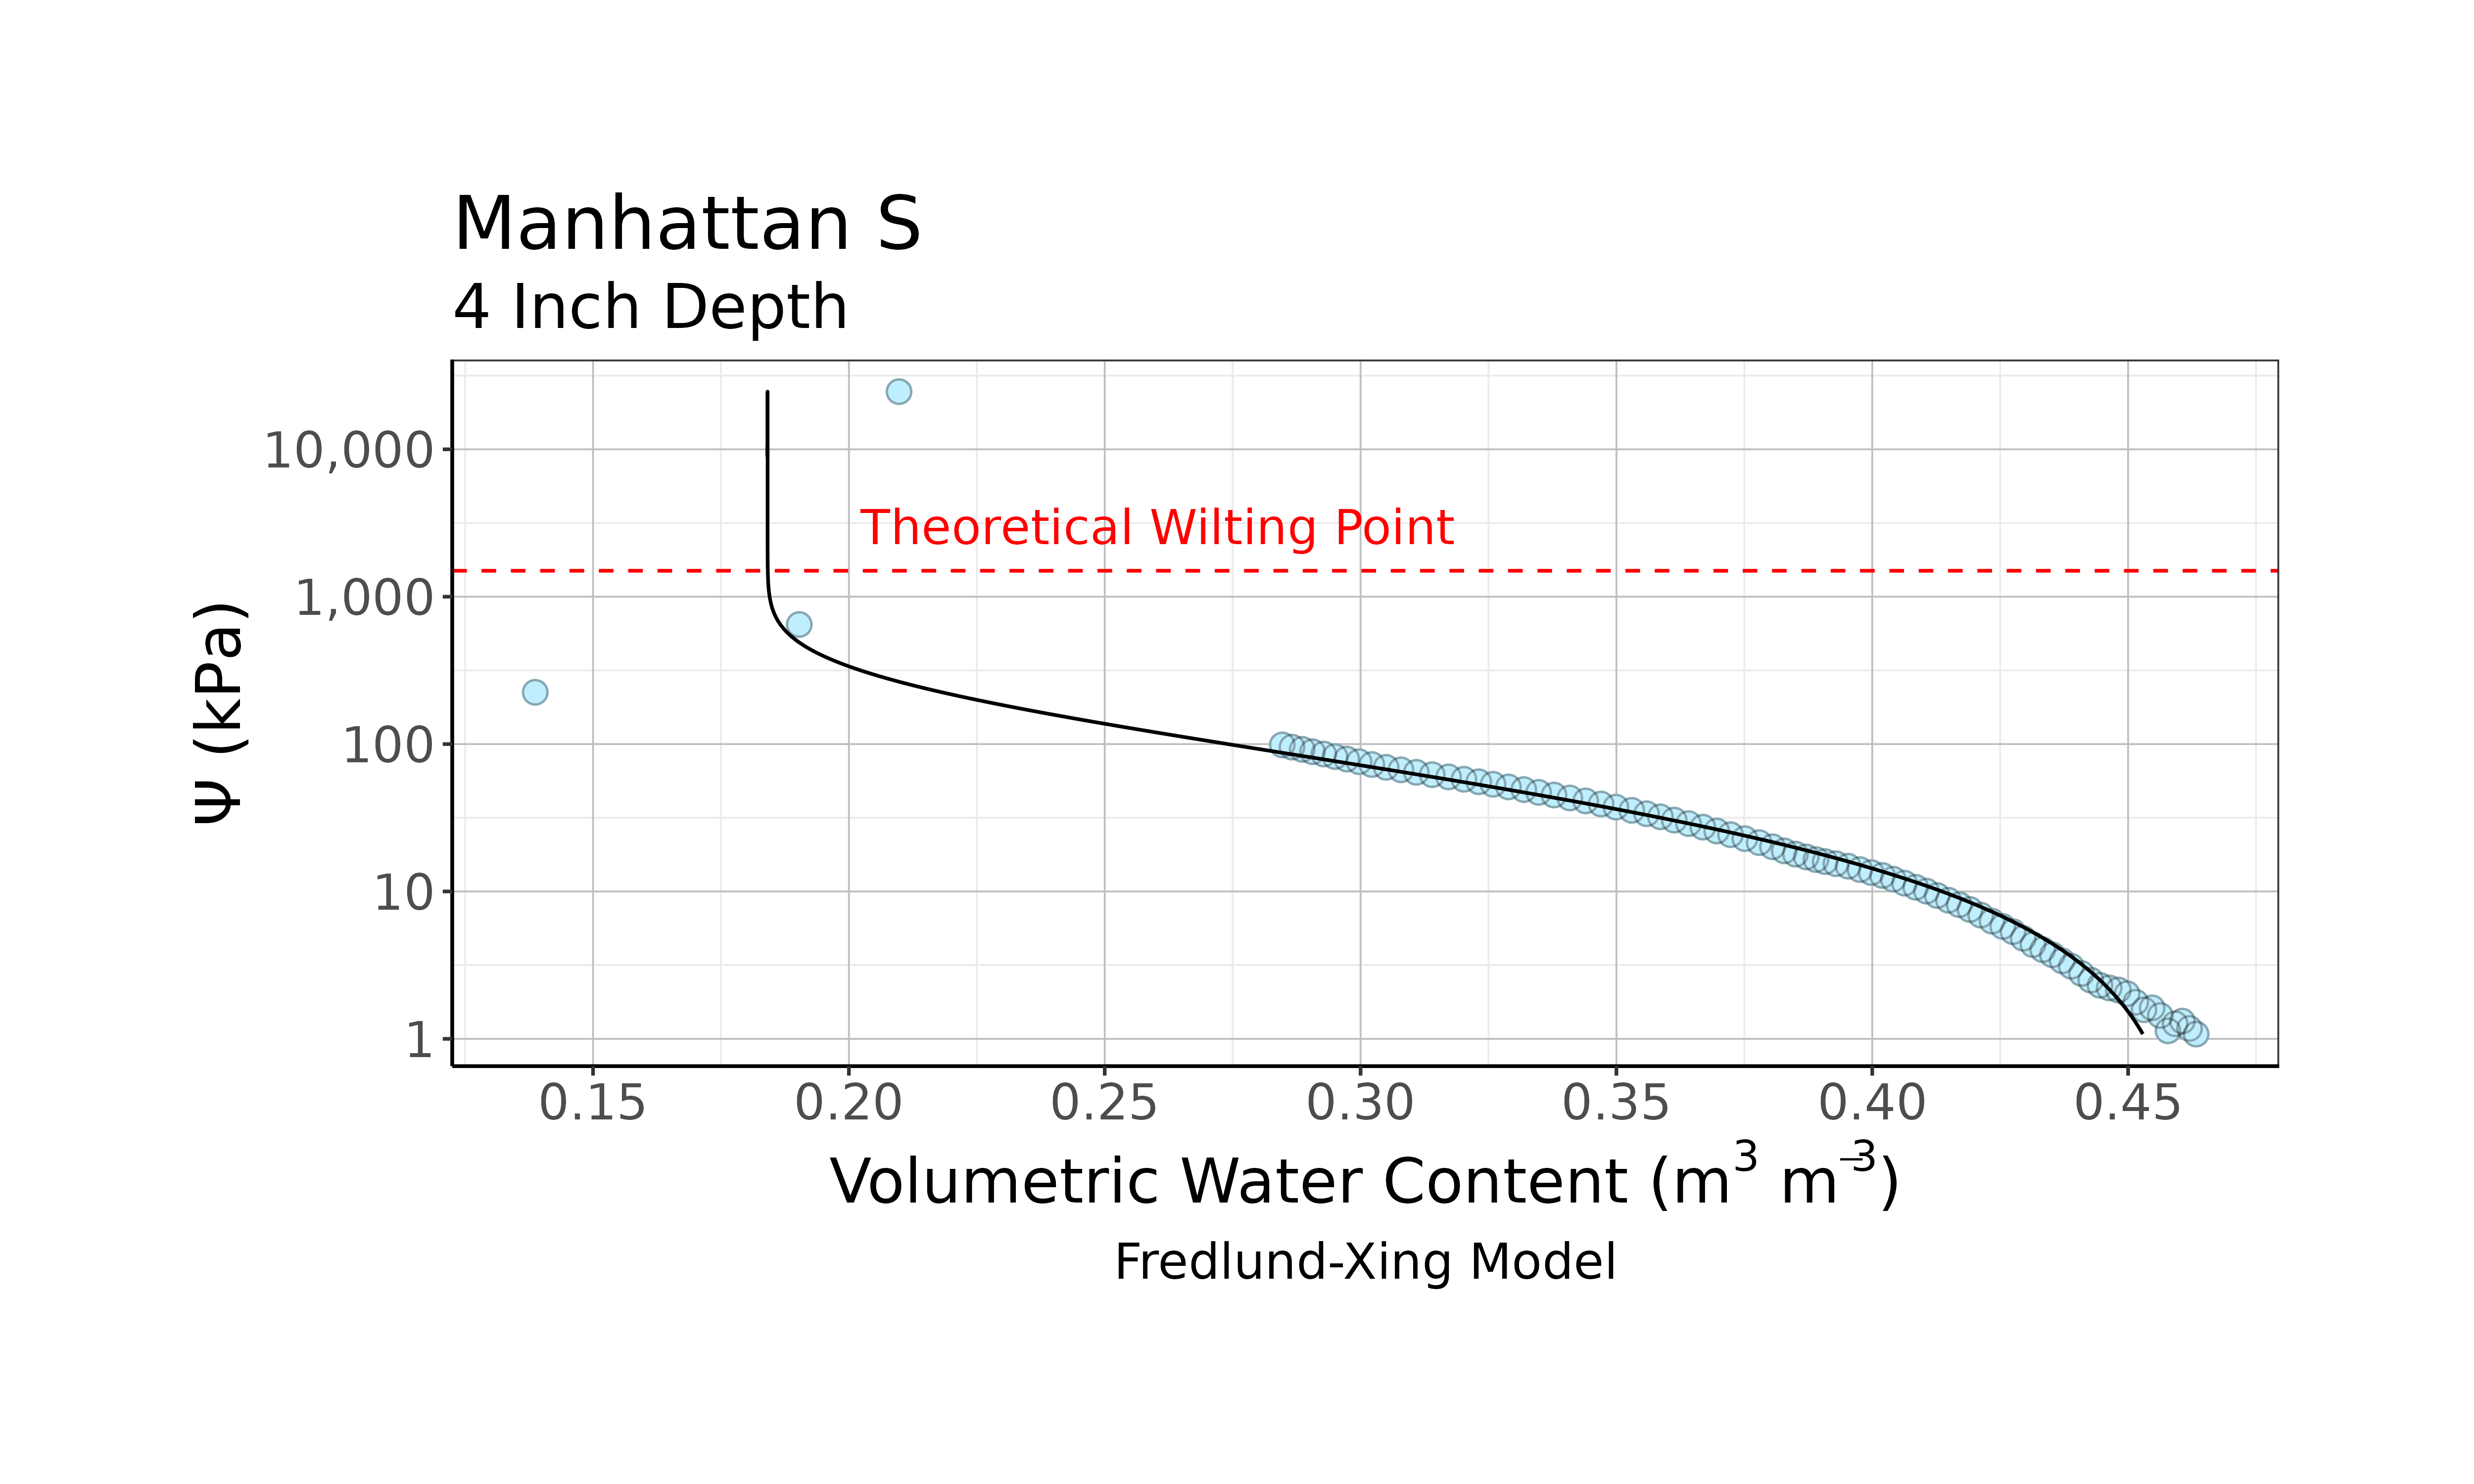 Manhattan S
4 Inch Depth
10,000
1,000
100
10
1
Ψ (kPa)
Theoretical Wilting Point
0.15 0.20 0.25 0.30 0.35 0.40 0.45
Volumetric Water Content (m³ m⁻³)
Fredlund-Xing Model